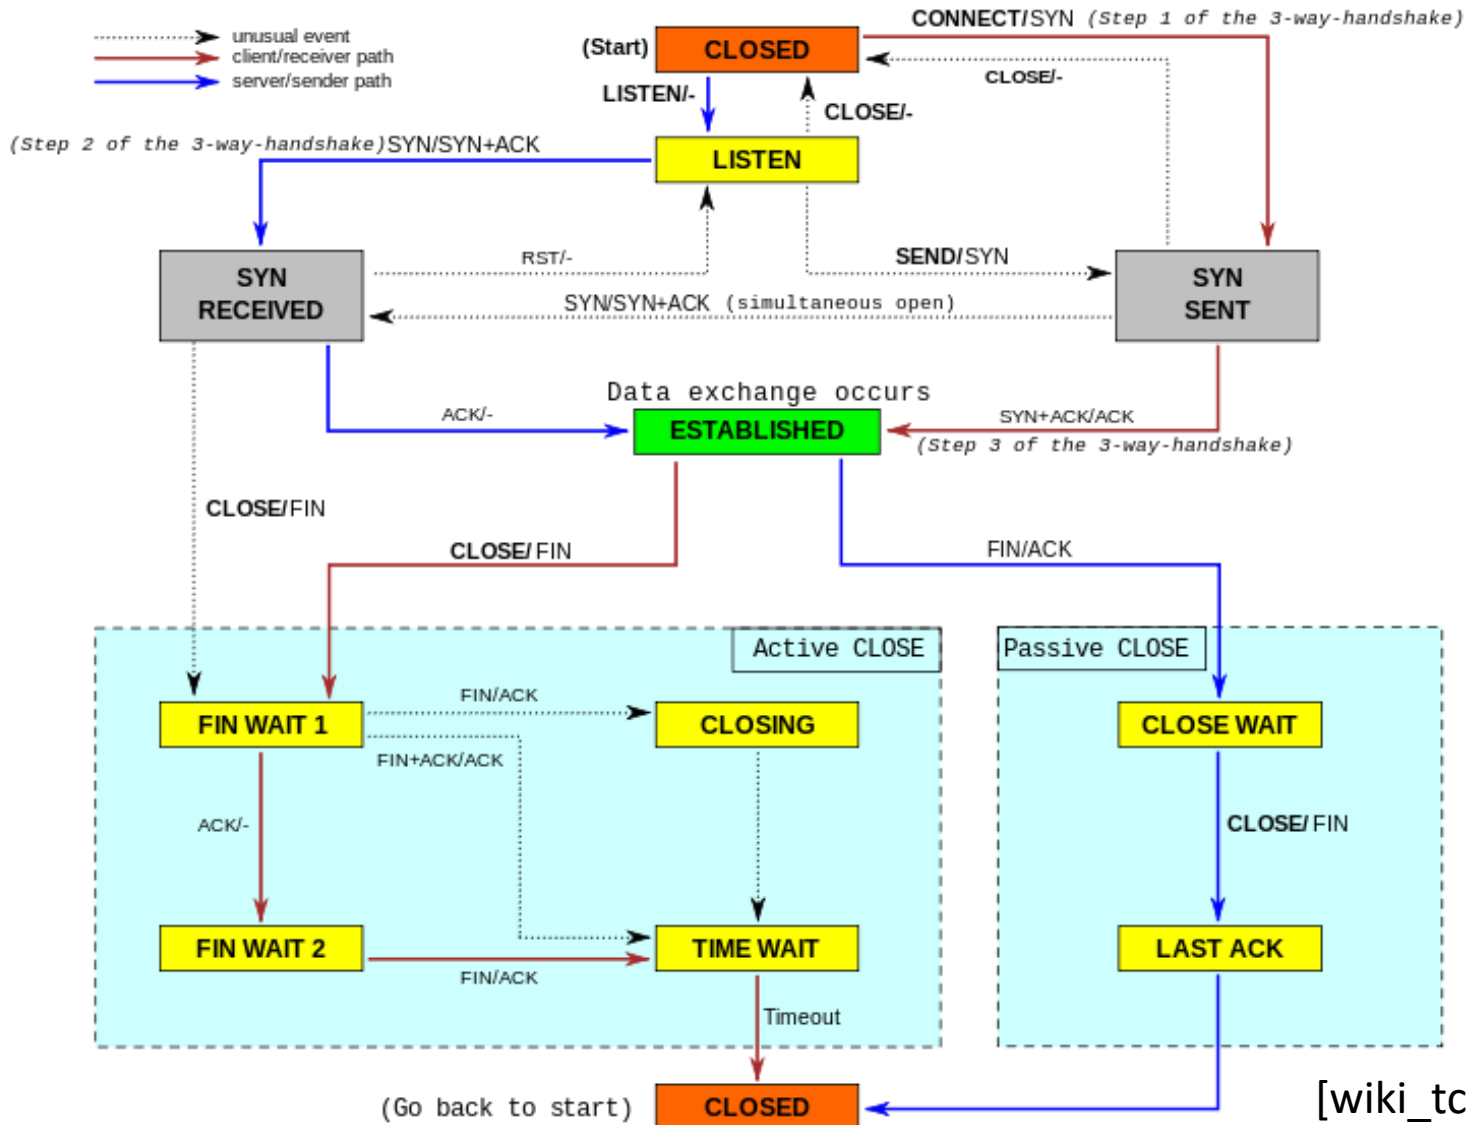 CONNECT/SYN (Step 1 of the 3-way-handshake)
unusual event
client/receiver path
server/sender path
(Start)
CLOSED
CLOSE/-
LISTEN/-
CLOSE/-
(Step 2 of the 3-way-handshake) SYN/SYN+ACK
LISTEN
RST/-
SEND/SYN
SYN
RECEIVED
SYN/SYN+ACK (simultaneous open)
SYN
SENT
Data exchange occurs
ACK/-
ESTABLISHED
SYN+ACK/ACK
(Step 3 of the 3-way-handshake)
CLOSE/FIN
CLOSE/FIN
FIN/ACK
Active CLOSE
Passive CLOSE
FIN WAIT 1
FIN/ACK
CLOSING
CLOSE WAIT
FIN+ACK/ACK
ACK/-
CLOSE/FIN
FIN WAIT 2
TIME WAIT
LAST ACK
FIN/ACK
Timeout
(Go back to start)
CLOSED
[wiki_tc